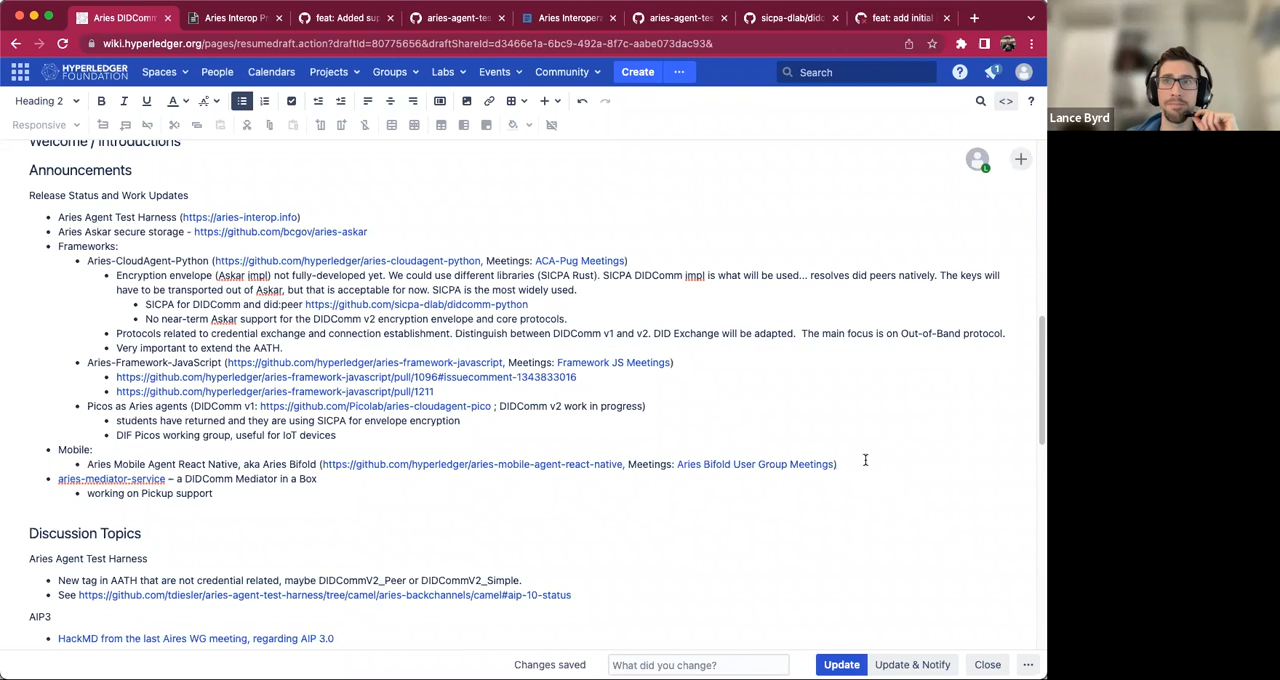 Aries DIDComm
Aries Interop Pr
feat: Added sup
aries-agent-tes
Aries Interopera
aries-agent-tes
sicpa-dlab/didc
feat: add initial
wiki.hyperledger.org/pages/resumedraft.action?draftId=80775656&draftShareId=d3466e1a-6bc9-492a-8f7c-aabe073dac93&
HYPERLEDGER FOUNDATION
Spaces
People
Calendars
Projects
Groups
Labs
Events
Community
Create
Search
1
Heading 2
B I U A
Responsive
Welcome / Introductions
Announcements
Release Status and Work Updates
Aries Agent Test Harness (https://aries-interop.info)
Aries Askar secure storage - https://github.com/bcgov/aries-askar
Frameworks:
Aries-CloudAgent-Python (https://github.com/hyperledger/aries-cloudagent-python, Meetings: ACA-Pug Meetings)
Encryption envelope (Askar impl) not fully-developed yet. We could use different libraries (SICPA Rust). SICPA DIDComm impl is what will be used... resolves did peers natively. The keys will
have to be transported out of Askar, but that is acceptable for now. SICPA is the most widely used.
SICPA for DIDComm and did:peer https://github.com/sicpa-dlab/didcomm-python
No near-term Askar support for the DIDComm v2 encryption envelope and core protocols.
Protocols related to credential exchange and connection establishment. Distinguish between DIDComm v1 and v2. DID Exchange will be adapted. The main focus is on Out-of-Band protocol.
Very important to extend the AATH.
Aries-Framework-JavaScript (https://github.com/hyperledger/aries-framework-javascript, Meetings: Framework JS Meetings)
https://github.com/hyperledger/aries-framework-javascript/pull/1096#issuecomment-1343833016
https://github.com/hyperledger/aries-framework-javascript/pull/1211
Picos as Aries agents (DIDComm v1: https://github.com/Picolab/aries-cloudagent-pico ; DIDComm v2 work in progress)
students have returned and they are using SICPA for envelope encryption
DIF Picos working group, useful for IoT devices
Mobile:
Aries Mobile Agent React Native, aka Aries Bifold (https://github.com/hyperledger/aries-mobile-agent-react-native, Meetings: Aries Bifold User Group Meetings)
aries-mediator-service – a DIDComm Mediator in a Box
working on Pickup support
Discussion Topics
Aries Agent Test Harness
New tag in AATH that are not credential related, maybe DIDCommV2_Peer or DIDCommV2_Simple.
See https://github.com/tdiesler/aries-agent-test-harness/tree/camel/aries-backchannels/camel#aip-10-status
AIP3
HackMD from the last Aires WG meeting, regarding AIP 3.0
Changes saved
What did you change?
Update
Update & Notify
Close
Lance Byrd
L